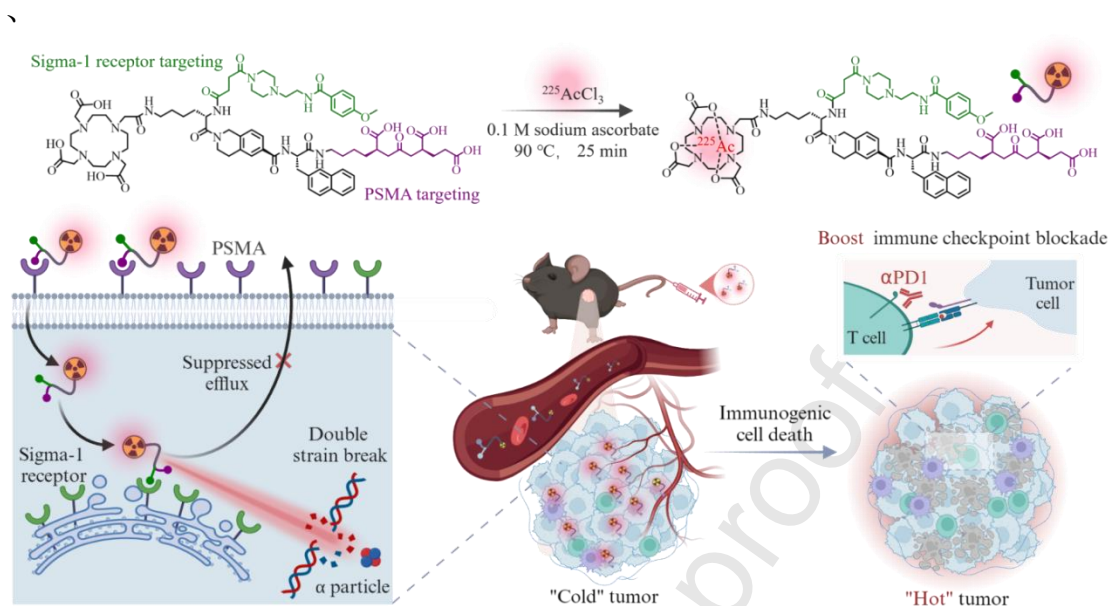 、
Sigma-1 receptor targeting
PSMA targeting
²²⁵AcCl₃
0.1 M sodium ascorbate
90 °C, 25 min
²²⁵Ac
PSMA
Suppressed
efflux
Sigma-1
receptor
Double
strain break
α particle
"Cold" tumor
Immunogenic
cell death
Boost immune checkpoint blockade
αPD1
T cell
Tumor
cell
"Hot" tumor
proof